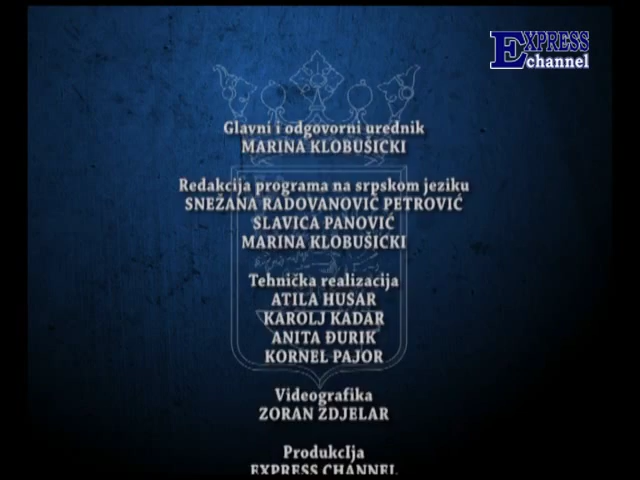 EXPRESS
channel
Glavni i odgovorni urednik
MARINA KLOBUŠICKI
Redakcija programa na srpskom jeziku
SNEŽANA RADOVANOVIĆ PETROVIĆ
SLAVICA PANOVIĆ
MARINA KLOBUŠICKI
Tehnička realizacija
ATILA HUSAR
KAROLJ KADAR
ANITA ĐURIK
KORNEL PAJOR
Videografika
ZORAN ZDJELAR
ProdukcIja
EXPRESS CHANNEL